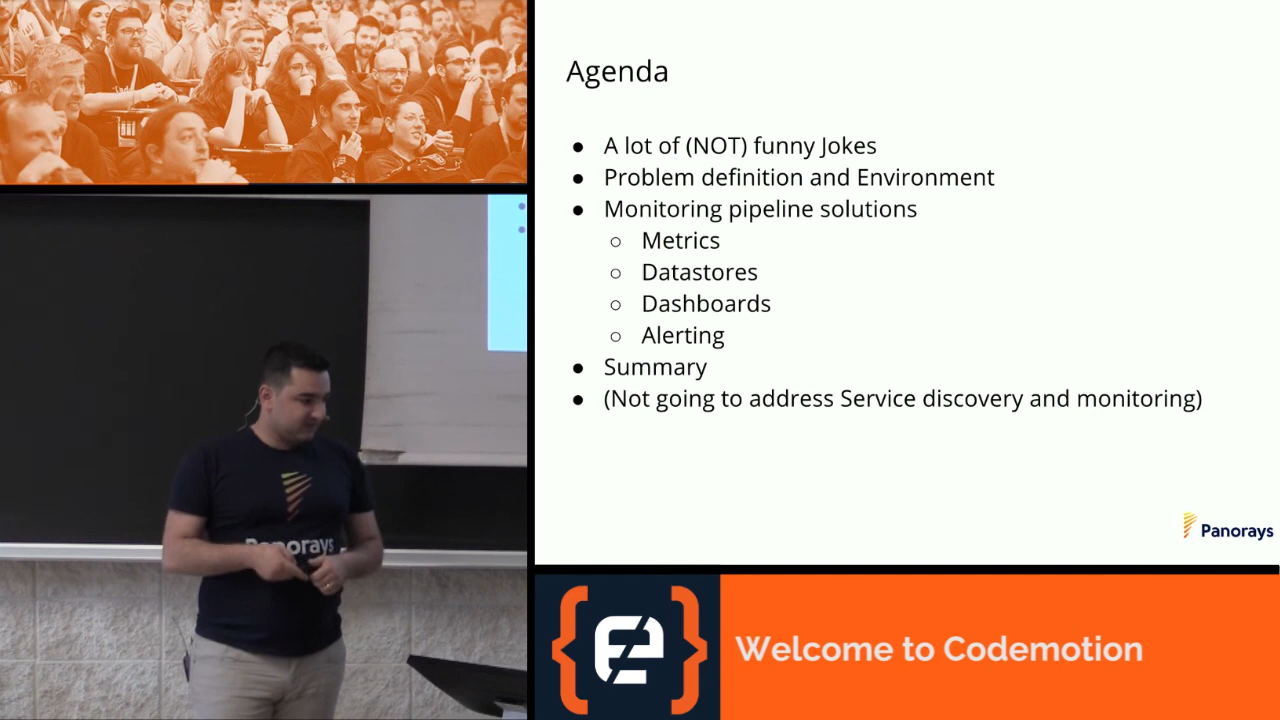 Agenda
● A lot of (NOT) funny Jokes
● Problem definition and Environment
● Monitoring pipeline solutions
○ Metrics
○ Datastores
○ Dashboards
○ Alerting
● Summary
● (Not going to address Service discovery and monitoring)
Panorays
Panorays
Welcome to Codemotion